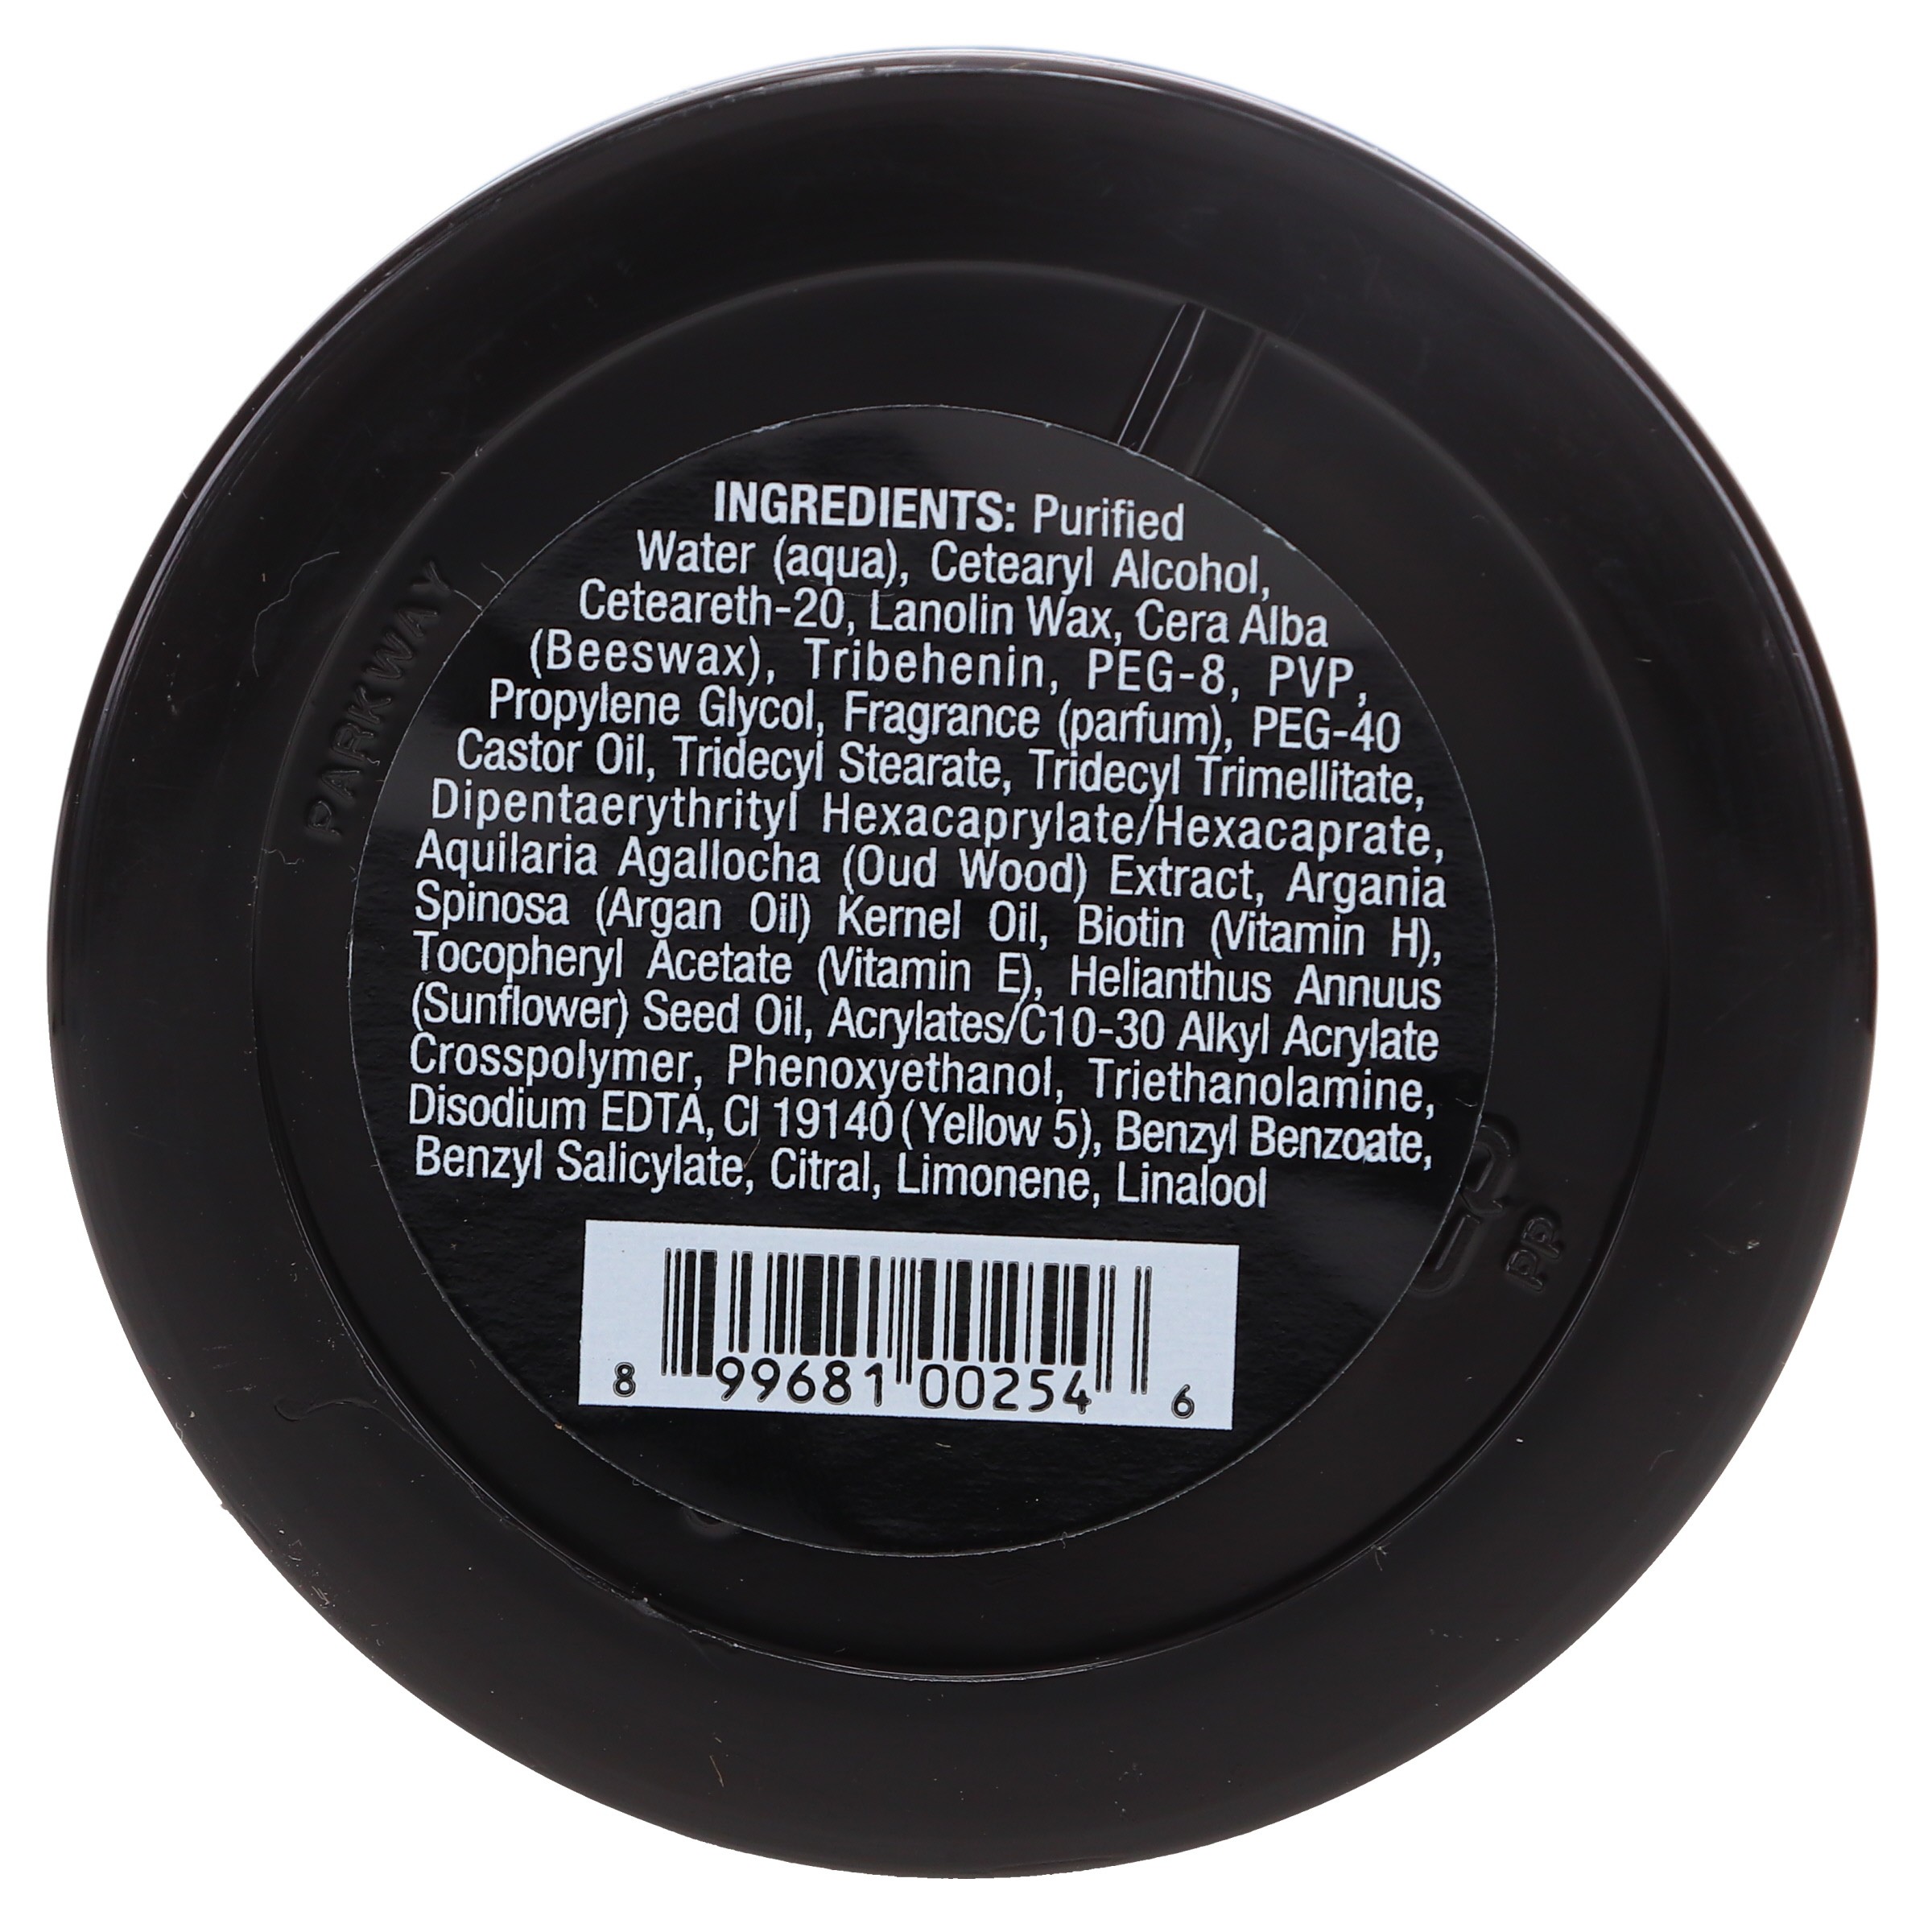 INGREDIENTS: Purified
Water (aqua), Cetearyl Alcohol,
Ceteareth-20, Lanolin Wax, Cera Alba
(Beeswax), Tribehenin, PEG-8, PVP,
Propylene Glycol, Fragrance (parfum), PEG-40
Castor Oil, Tridecyl Stearate, Tridecyl Trimellitate,
Dipentaerythrityl Hexacaprylate/Hexacaprate,
Aquilaria Agallocha (Oud Wood) Extract, Argania
Spinosa (Argan Oil) Kernel Oil, Biotin (Vitamin H),
Tocopheryl Acetate (Vitamin E), Helianthus Annuus
(Sunflower) Seed Oil, Acrylates/C10-30 Alkyl Acrylate
Crosspolymer, Phenoxyethanol, Triethanolamine,
Disodium EDTA, CI 19140 (Yellow 5), Benzyl Benzoate,
Benzyl Salicylate, Citral, Limonene, Linalool
8 99681 00254 6
PARKWAY
PP